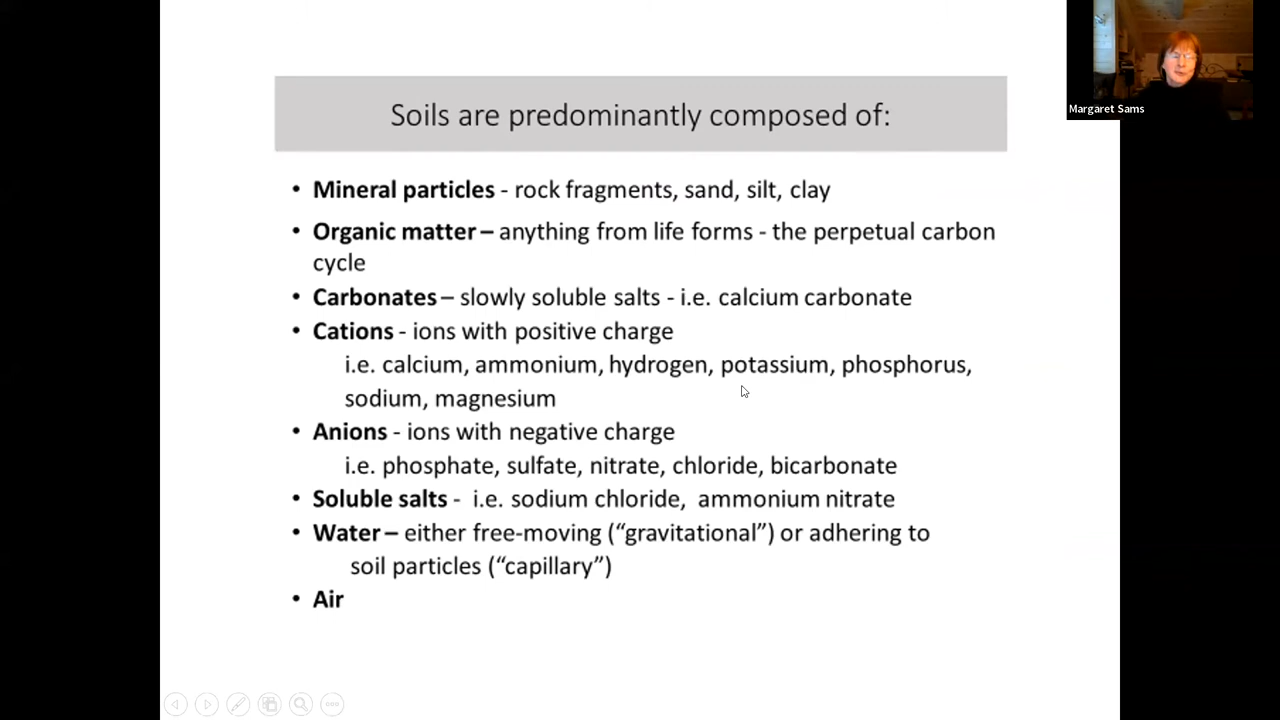 Soils are predominantly composed of:
Margaret Sams
• Mineral particles - rock fragments, sand, silt, clay
• Organic matter – anything from life forms - the perpetual carbon
cycle
• Carbonates – slowly soluble salts - i.e. calcium carbonate
• Cations - ions with positive charge
i.e. calcium, ammonium, hydrogen, potassium, phosphorus,
sodium, magnesium
• Anions - ions with negative charge
i.e. phosphate, sulfate, nitrate, chloride, bicarbonate
• Soluble salts - i.e. sodium chloride, ammonium nitrate
• Water – either free-moving (“gravitational”) or adhering to
soil particles (“capillary”)
• Air